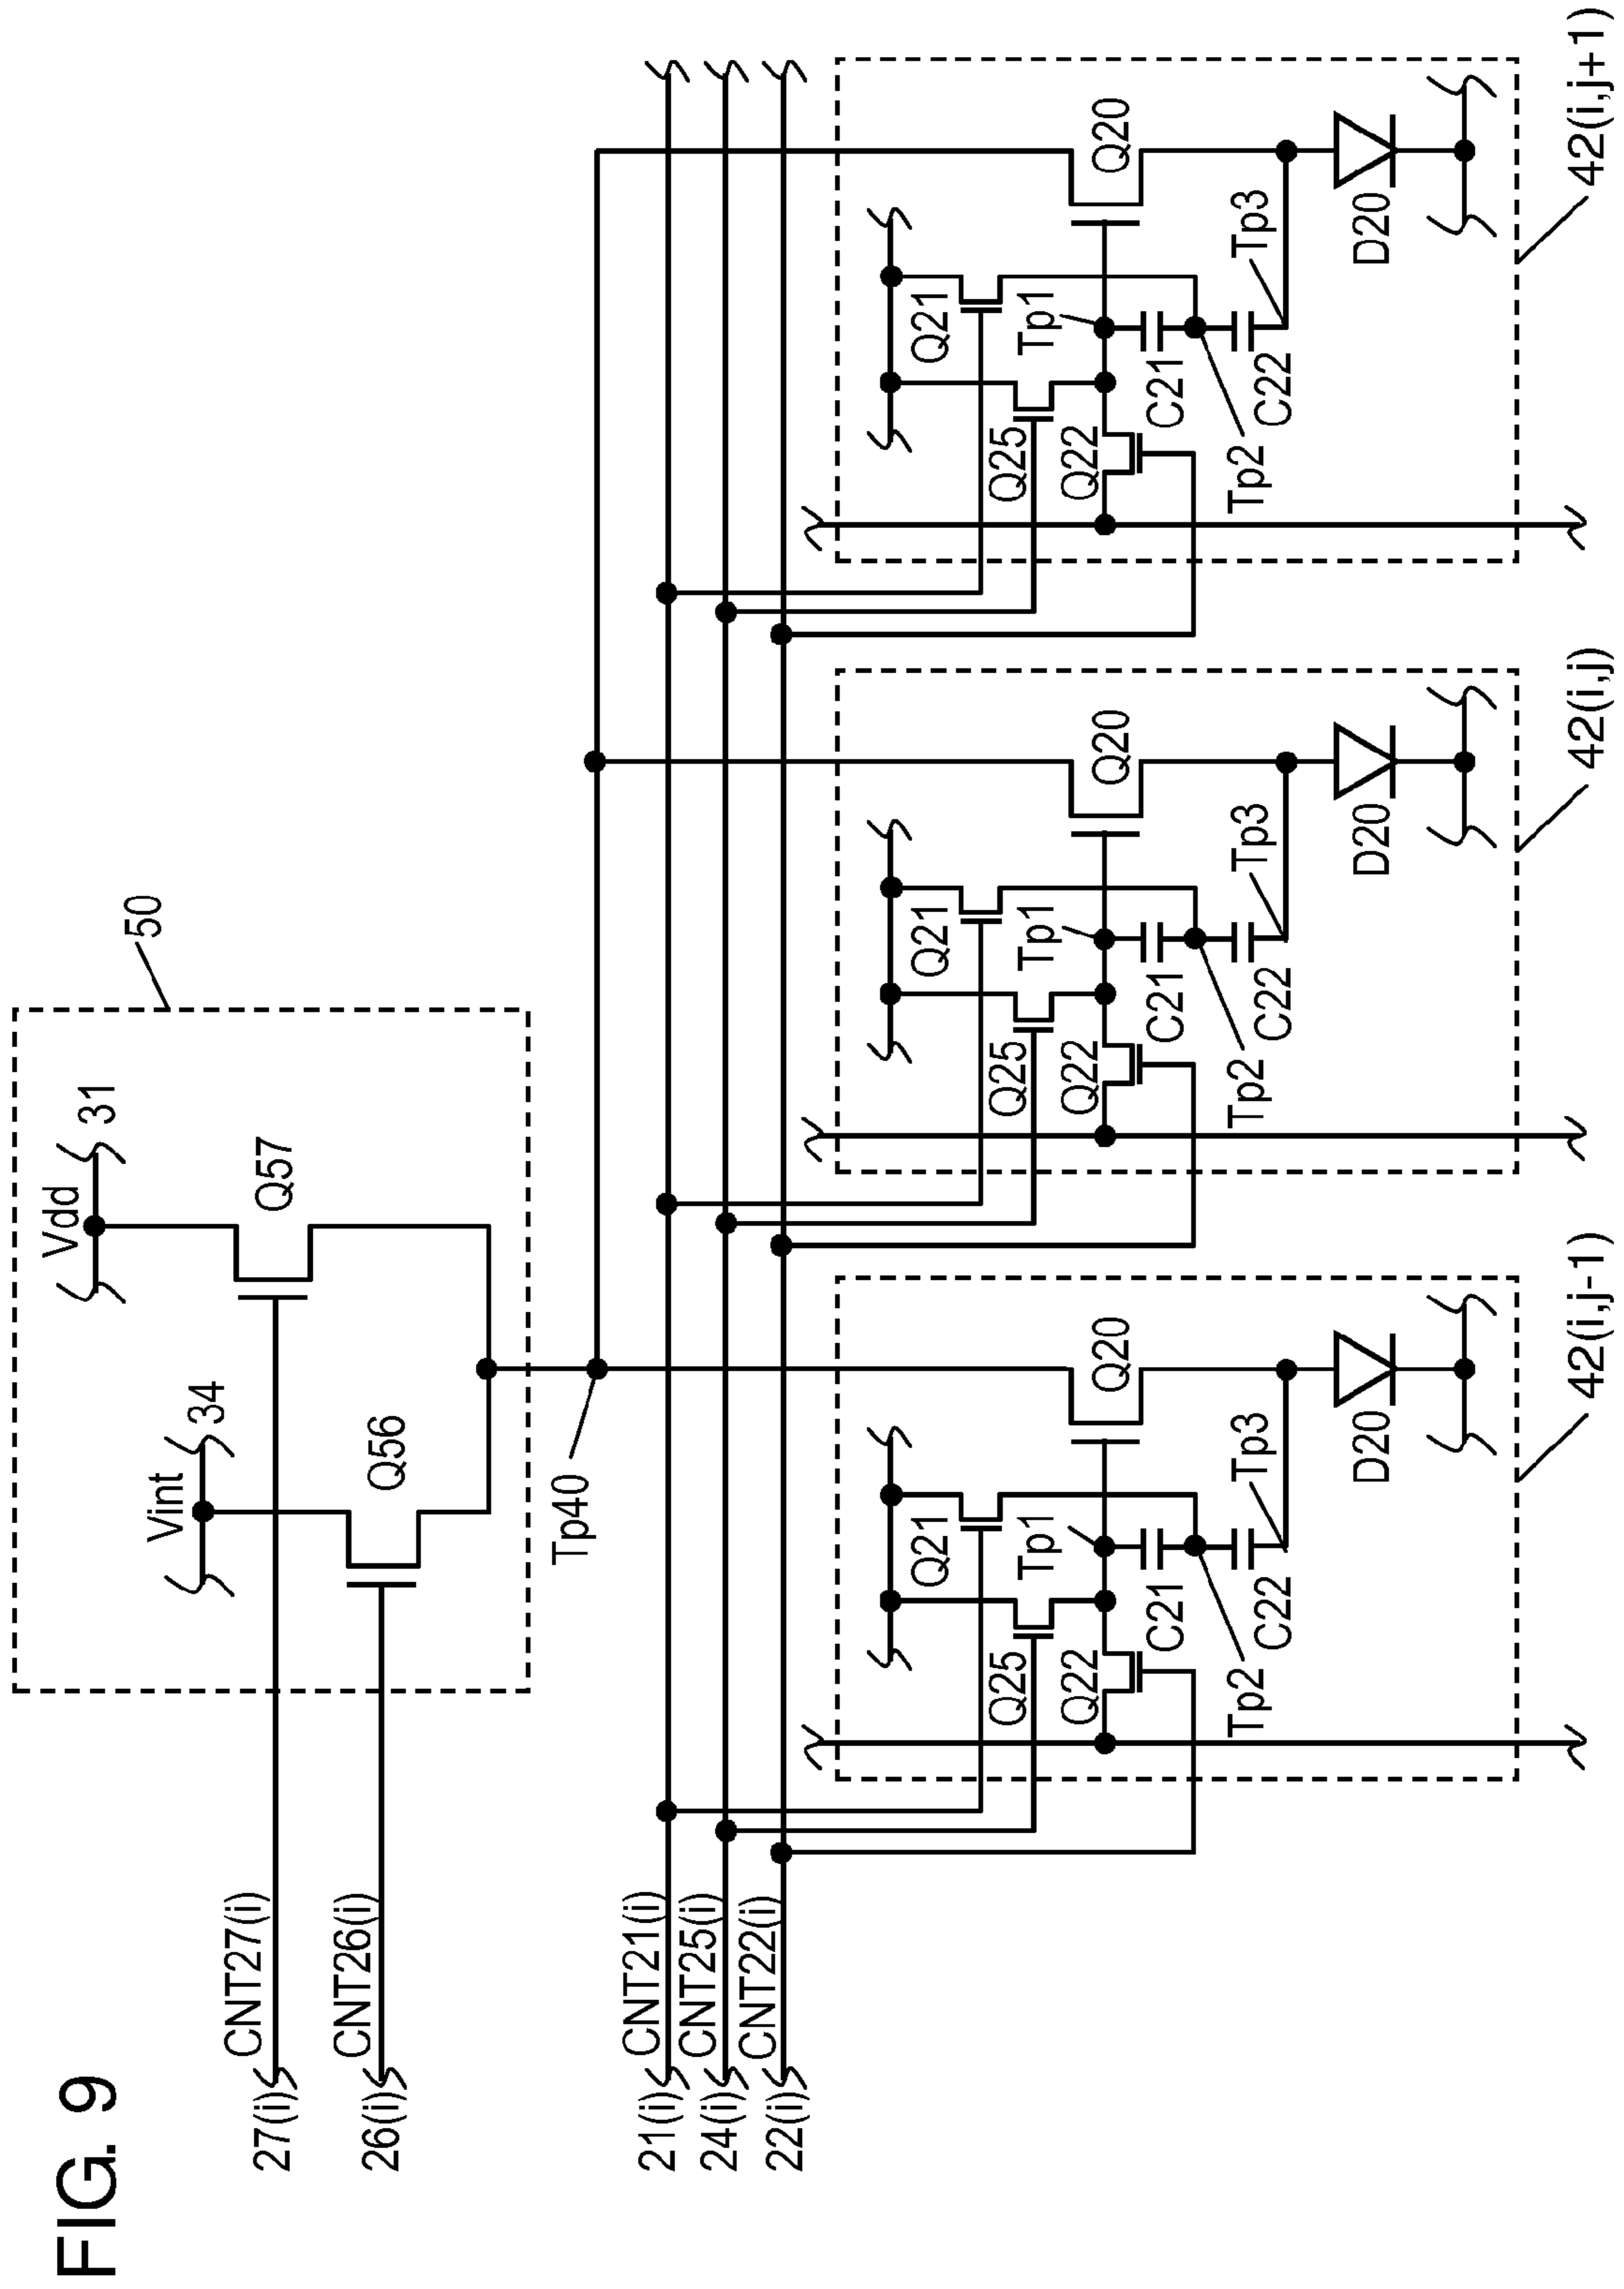 FIG. 9
50
Vdd 31
Vint 34
Q57
Q56
27(i) CNT27(i)
26(i) CNT26(i)
Tp40
21(i) CNT21(i)
24(i) CNT25(i)
22(i) CNT22(i)
Q21
Q25
Q22
Tp1
Q20
C21
C22
Tp2
Tp3
D20
42(i,j-1)
Q21
Q25
Q22
Tp1
Q20
C21
C22
Tp2
Tp3
D20
42(i,j)
Q21
Q25
Q22
Tp1
Q20
C21
C22
Tp2
Tp3
D20
42(i,j+1)